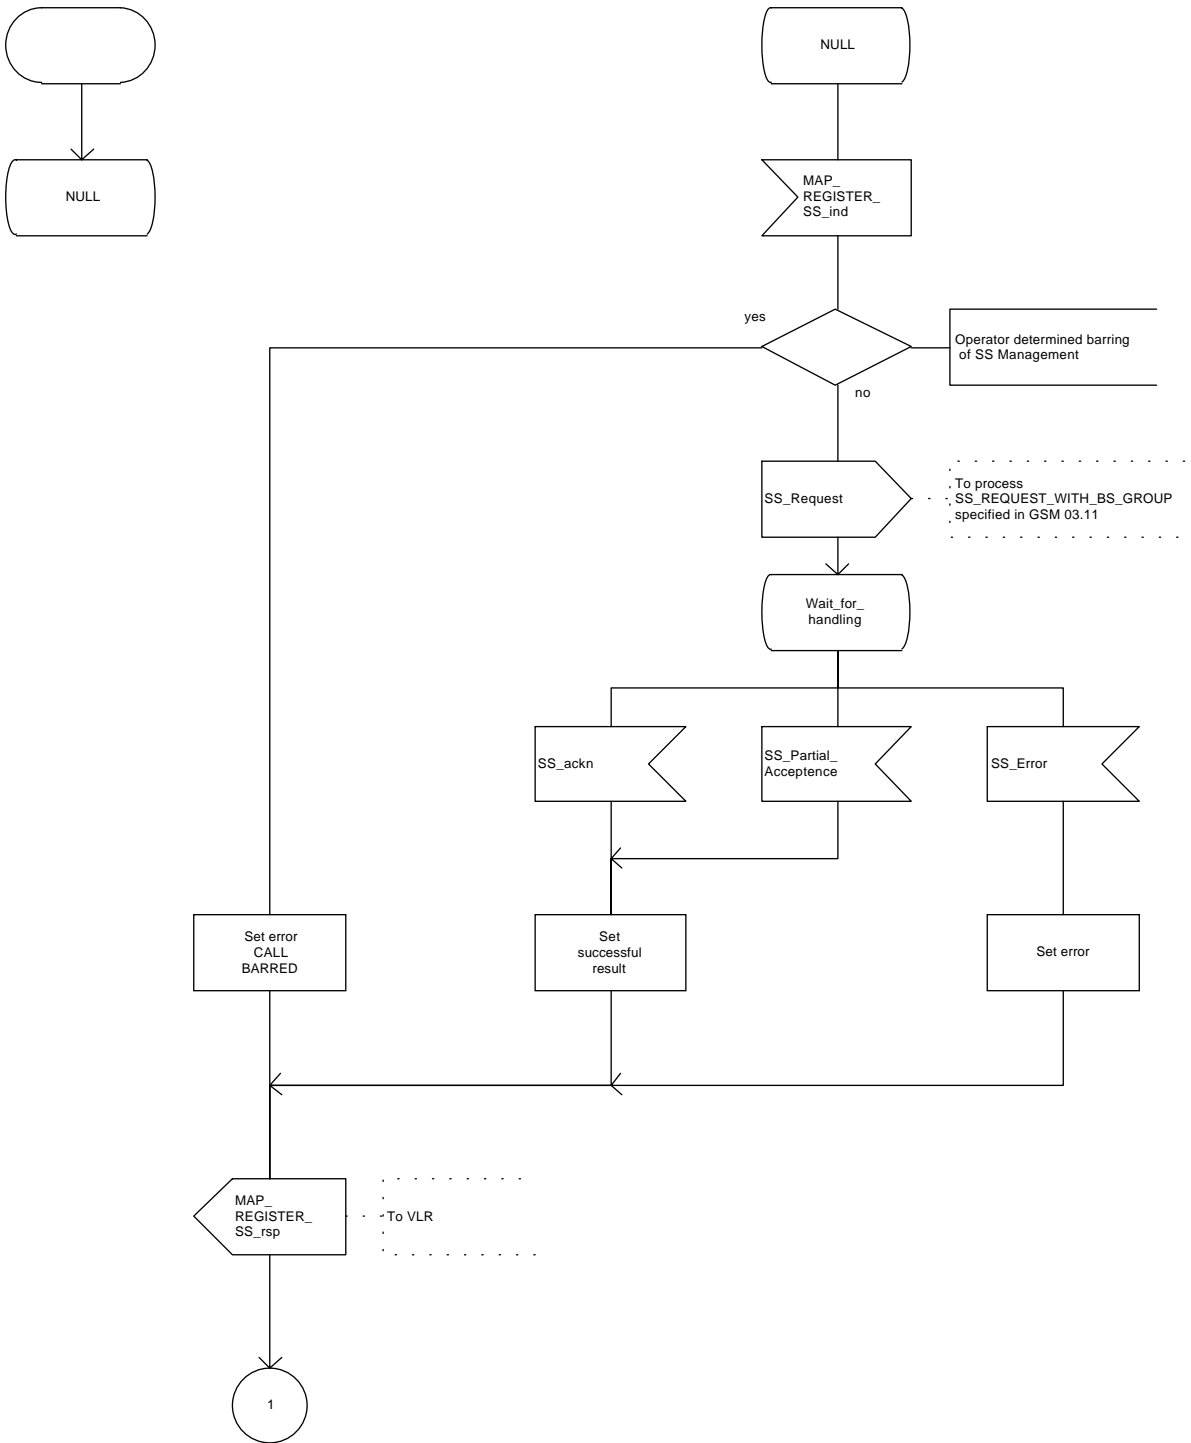 NULL
NULL
MAP_
REGISTER_
SS_ind
yes
Operator determined barring
of SS Management
no
SS_Request
To process
SS_REQUEST_WITH_BS_GROUP
specified in GSM 03.11
Wait_for_
handling
SS_ackn
SS_Partial_
Acceptence
SS_Error
Set error
CALL
BARRED
Set
successful
result
Set error
MAP_
REGISTER_
SS_rsp
To VLR
1